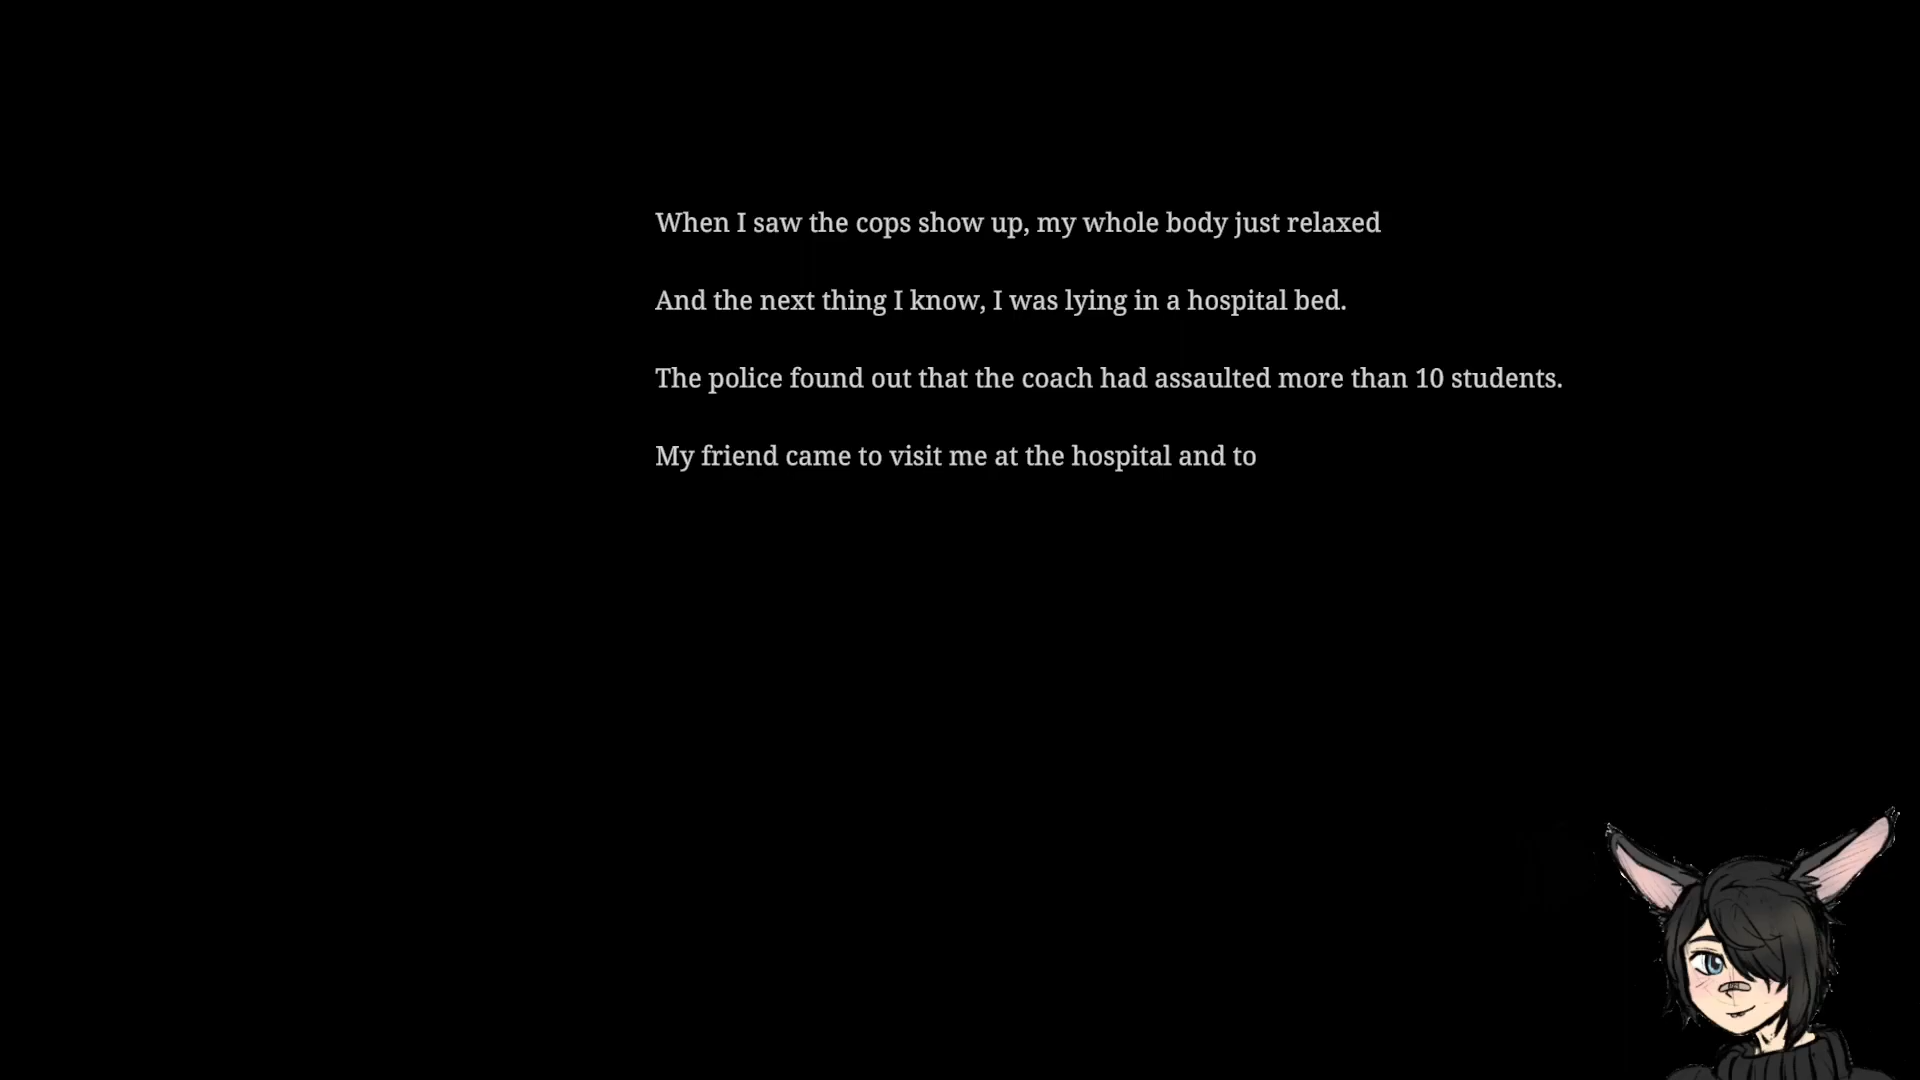 When I saw the cops show up, my whole body just relaxed
And the next thing I know, I was lying in a hospital bed.
The police found out that the coach had assaulted more than 10 students.
My friend came to visit me at the hospital and to